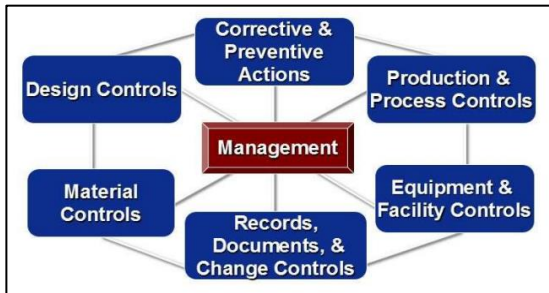 Corrective &
Preventive
Actions
Design Controls
Production &
Process Controls
Management
Material
Controls
Equipment &
Facility Controls
Records,
Documents, &
Change Controls